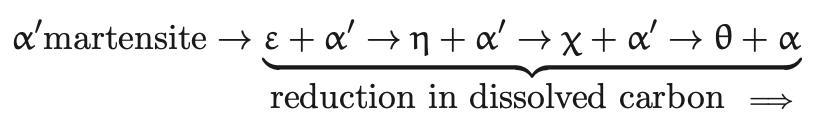 α′martensite → ε + α′ → η + α′ → χ + α′ → θ + α
reduction in dissolved carbon ⟹